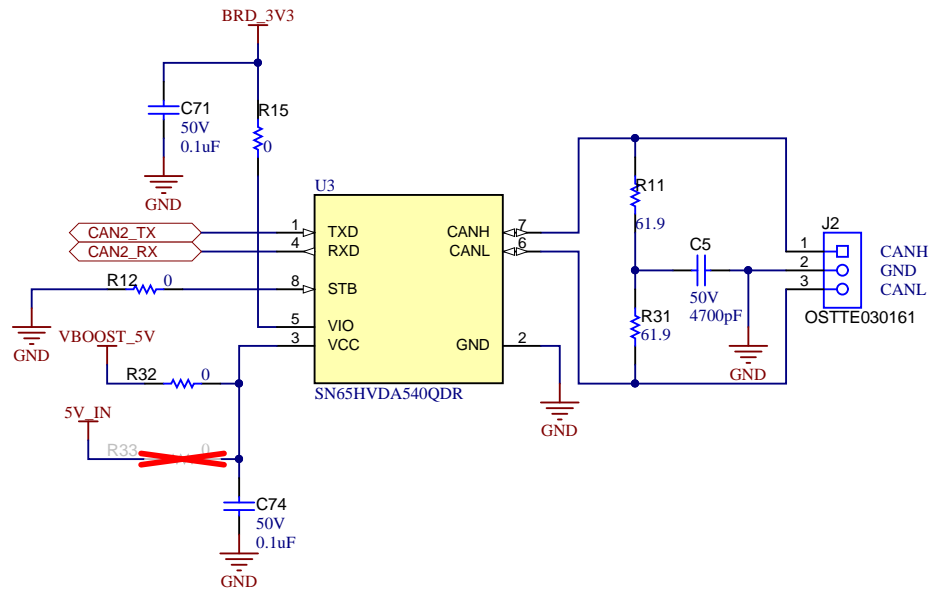 BRD_3V3
C71
50V
0.1uF
GND
R15
0
U3
CAN2_TX
CAN2_RX
1
TXD
4
RXD
R12
0
8
STB
GND
5
VIO
3
VCC
CANH
7
CANL
6
GND
2
SN65HVDA540QDR
GND
VBOOST_5V
R32
0
5V_IN
R33
0
C74
50V
0.1uF
GND
R11
61.9
C5
50V
4700pF
R31
61.9
GND
J2
1
CANH
2
GND
3
CANL
OSTTE030161